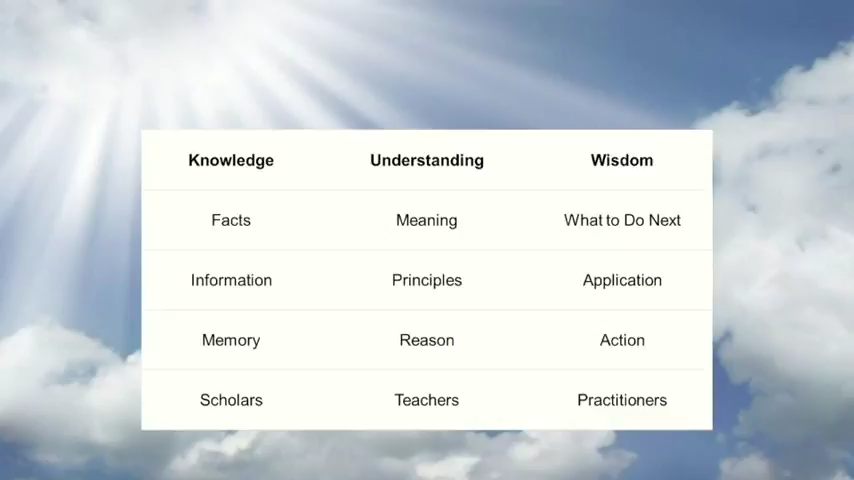 Knowledge Understanding Wisdom
Facts Meaning What to Do Next
Information Principles Application
Memory Reason Action
Scholars Teachers Practitioners